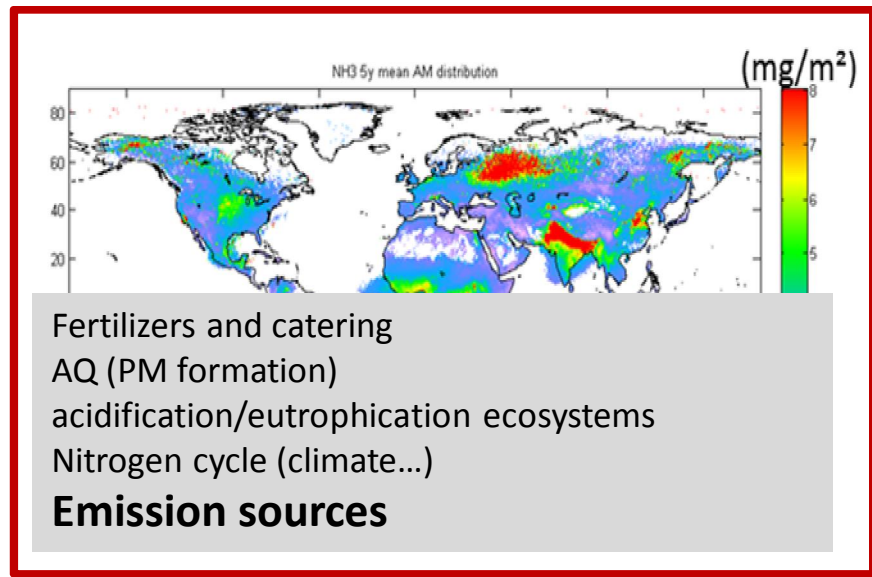 NH3 5y mean AM distribution
(mg/m²)
8
80
7
60
6
40
5
20
Fertilizers and catering
AQ (PM formation)
acidification/eutrophication ecosystems
Nitrogen cycle (climate…)
Emission sources